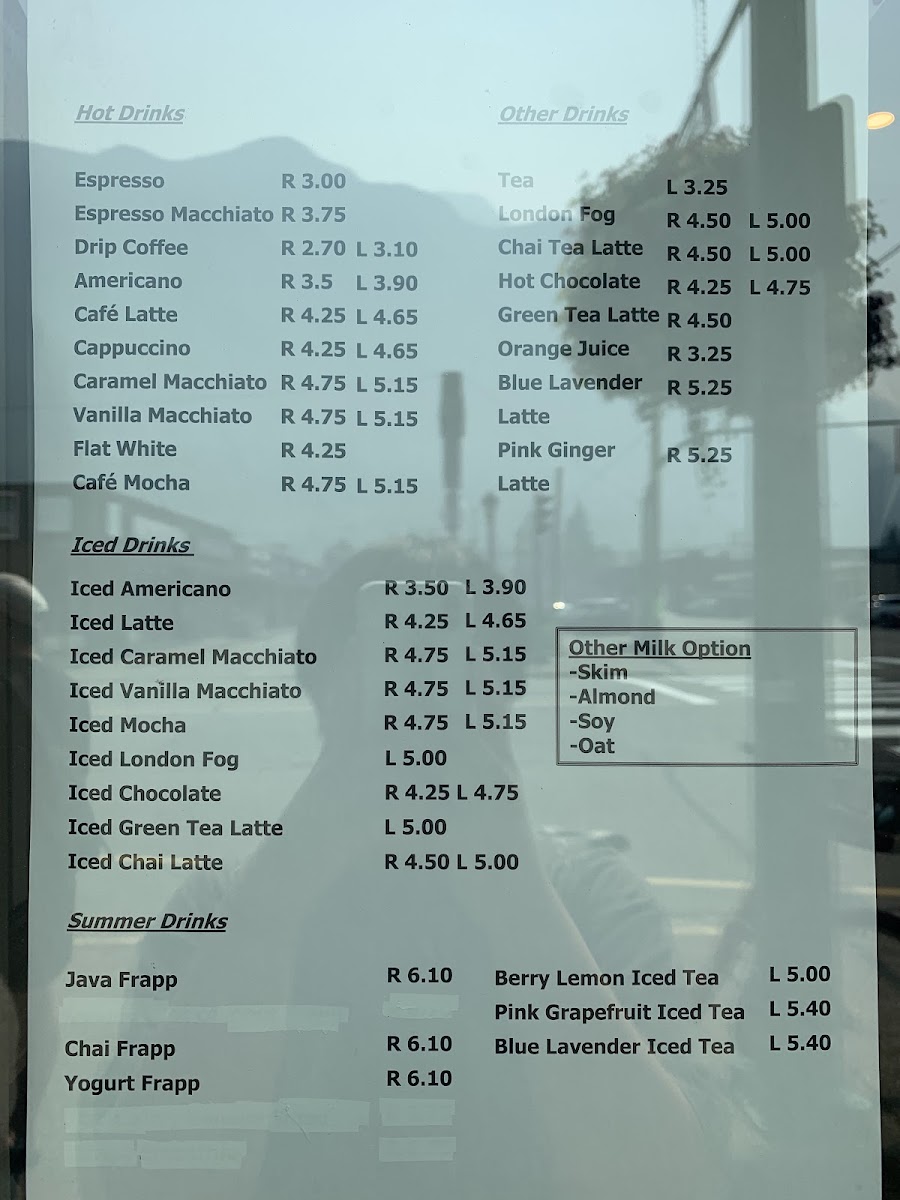 Hot Drinks
Espresso R 3.00
Espresso Macchiato R 3.75
Drip Coffee R 2.70 L 3.10
Americano R 3.5 L 3.90
Café Latte R 4.25 L 4.65
Cappuccino R 4.25 L 4.65
Caramel Macchiato R 4.75 L 5.15
Vanilla Macchiato R 4.75 L 5.15
Flat White R 4.25
Café Mocha R 4.75 L 5.15
Other Drinks
Tea L 3.25
London Fog R 4.50 L 5.00
Chai Tea Latte R 4.50 L 5.00
Hot Chocolate R 4.25 L 4.75
Green Tea Latte R 4.50
Orange Juice R 3.25
Blue Lavender R 5.25
Latte
Pink Ginger R 5.25
Latte
Iced Drinks
Iced Americano R 3.50 L 3.90
Iced Latte R 4.25 L 4.65
Iced Caramel Macchiato R 4.75 L 5.15
Iced Vanilla Macchiato R 4.75 L 5.15
Iced Mocha R 4.75 L 5.15
Iced London Fog L 5.00
Iced Chocolate R 4.25 L 4.75
Iced Green Tea Latte L 5.00
Iced Chai Latte R 4.50 L 5.00
Other Milk Option
-Skim
-Almond
-Soy
-Oat
Summer Drinks
Java Frapp R 6.10
Chai Frapp R 6.10
Yogurt Frapp R 6.10
Berry Lemon Iced Tea L 5.00
Pink Grapefruit Iced Tea L 5.40
Blue Lavender Iced Tea L 5.40